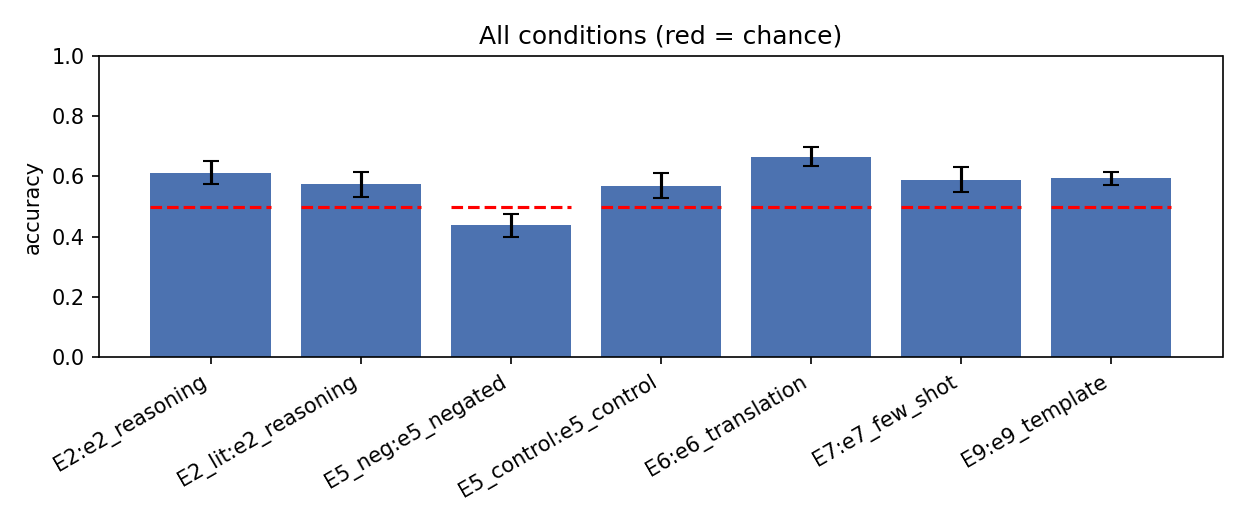 All conditions (red = chance)
accuracy
1.0
0.8
0.6
0.4
0.2
0.0
E2:e2_reasoning
E2_lit:e2_reasoning
E5_neg:e5_negated
E5_control:e5_control
E6:e6_translation
E7:e7_few_shot
E9:e9_template